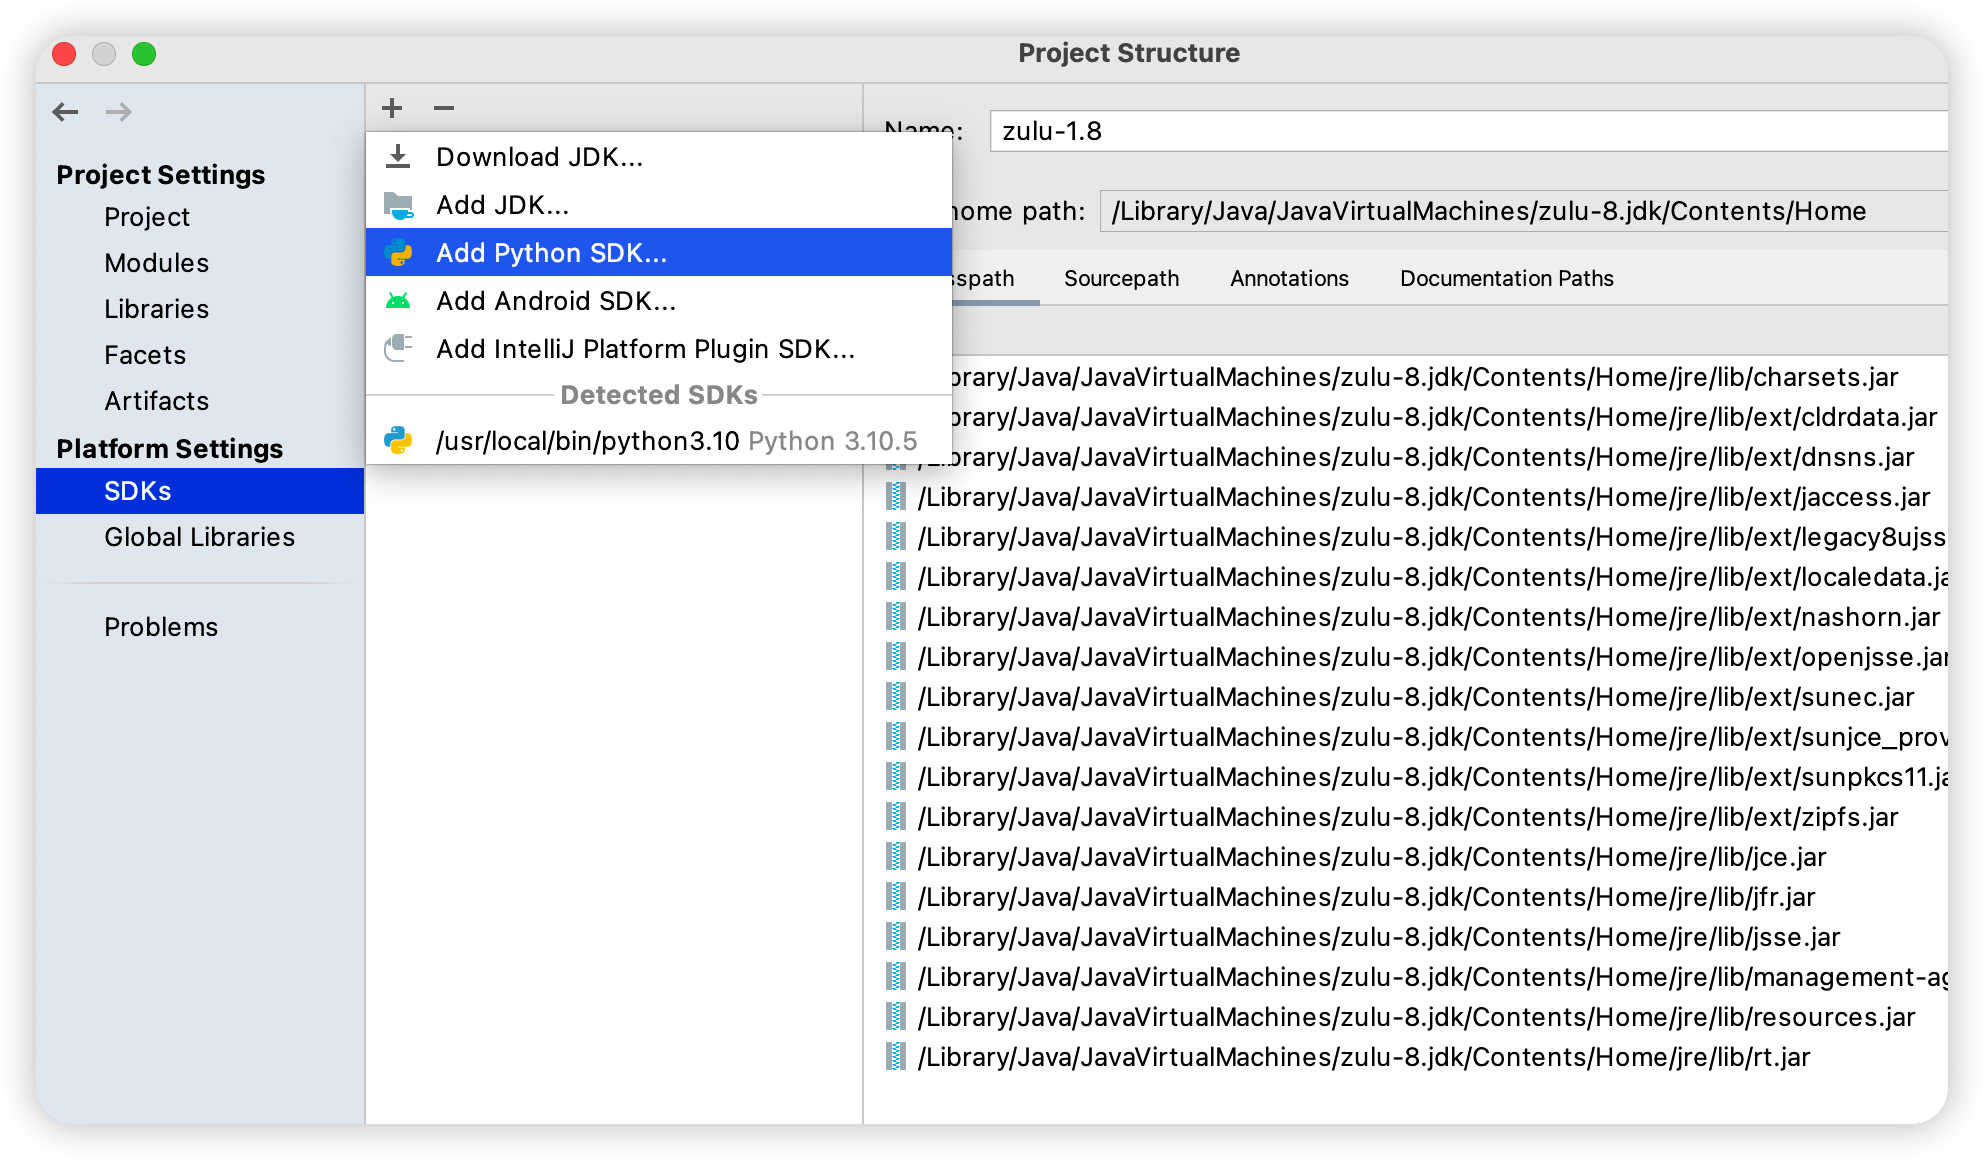 Project Structure
Project Settings
Project
Modules
Libraries
Facets
Artifacts
Platform Settings
SDKs
Global Libraries
Problems
Download JDK...
Add JDK...
Add Python SDK...
Add Android SDK...
Add IntelliJ Platform Plugin SDK...
Detected SDKs
/usr/local/bin/python3.10 Python 3.10.5
Name: zulu-1.8
home path: /Library/Java/JavaVirtualMachines/zulu-8.jdk/Contents/Home
sspath Sourcepath Annotations Documentation Paths
brary/Java/JavaVirtualMachines/zulu-8.jdk/Contents/Home/jre/lib/charsets.jar
brary/Java/JavaVirtualMachines/zulu-8.jdk/Contents/Home/jre/lib/ext/cldrdata.jar
/Library/Java/JavaVirtualMachines/zulu-8.jdk/Contents/Home/jre/lib/ext/dnsns.jar
/Library/Java/JavaVirtualMachines/zulu-8.jdk/Contents/Home/jre/lib/ext/jaccess.jar
/Library/Java/JavaVirtualMachines/zulu-8.jdk/Contents/Home/jre/lib/ext/legacy8ujss
/Library/Java/JavaVirtualMachines/zulu-8.jdk/Contents/Home/jre/lib/ext/localedata.ja
/Library/Java/JavaVirtualMachines/zulu-8.jdk/Contents/Home/jre/lib/ext/nashorn.jar
/Library/Java/JavaVirtualMachines/zulu-8.jdk/Contents/Home/jre/lib/ext/openjsse.jar
/Library/Java/JavaVirtualMachines/zulu-8.jdk/Contents/Home/jre/lib/ext/sunec.jar
/Library/Java/JavaVirtualMachines/zulu-8.jdk/Contents/Home/jre/lib/ext/sunjce_prov
/Library/Java/JavaVirtualMachines/zulu-8.jdk/Contents/Home/jre/lib/ext/sunpkcs11.ja
/Library/Java/JavaVirtualMachines/zulu-8.jdk/Contents/Home/jre/lib/ext/zipfs.jar
/Library/Java/JavaVirtualMachines/zulu-8.jdk/Contents/Home/jre/lib/jce.jar
/Library/Java/JavaVirtualMachines/zulu-8.jdk/Contents/Home/jre/lib/jfr.jar
/Library/Java/JavaVirtualMachines/zulu-8.jdk/Contents/Home/jre/lib/jsse.jar
/Library/Java/JavaVirtualMachines/zulu-8.jdk/Contents/Home/jre/lib/management-ag
/Library/Java/JavaVirtualMachines/zulu-8.jdk/Contents/Home/jre/lib/resources.jar
/Library/Java/JavaVirtualMachines/zulu-8.jdk/Contents/Home/jre/lib/rt.jar